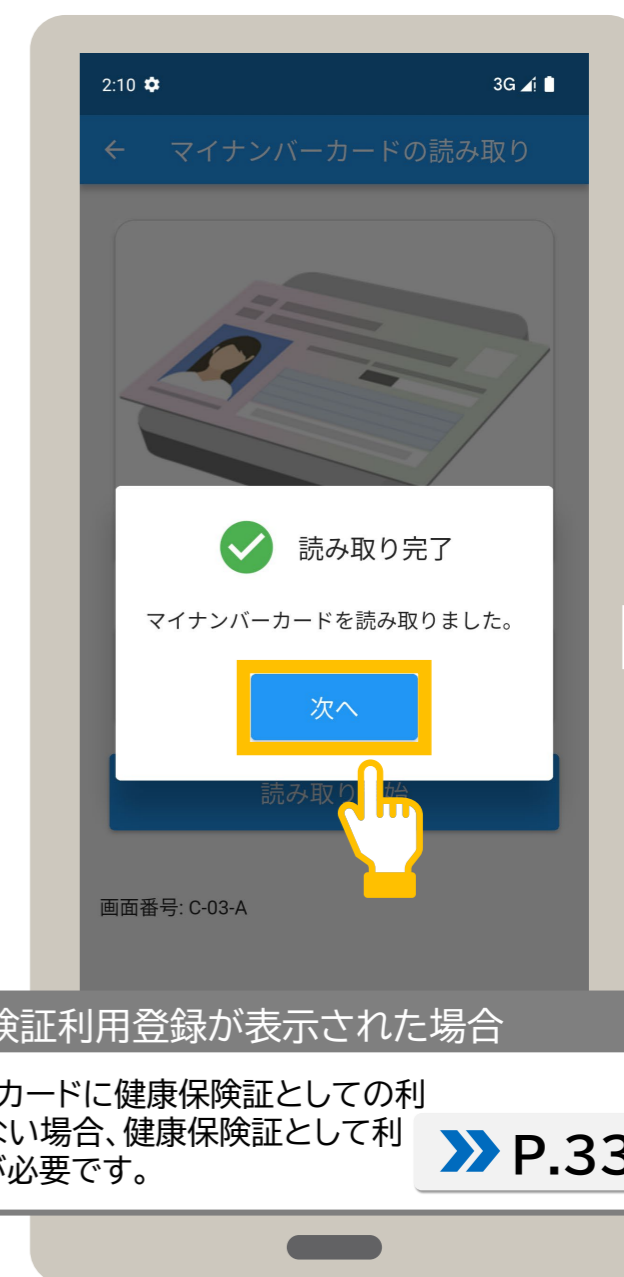 2:10 3G
マイナンバーカードの読み取り
読み取り完了
マイナンバーカードを読み取りました。
次へ
読み取り 始
画面番号: C-03-A
険証利用登録が表示された場合
カードに健康保険証としての利
ない場合、健康保険証として利
が必要です。
P.33